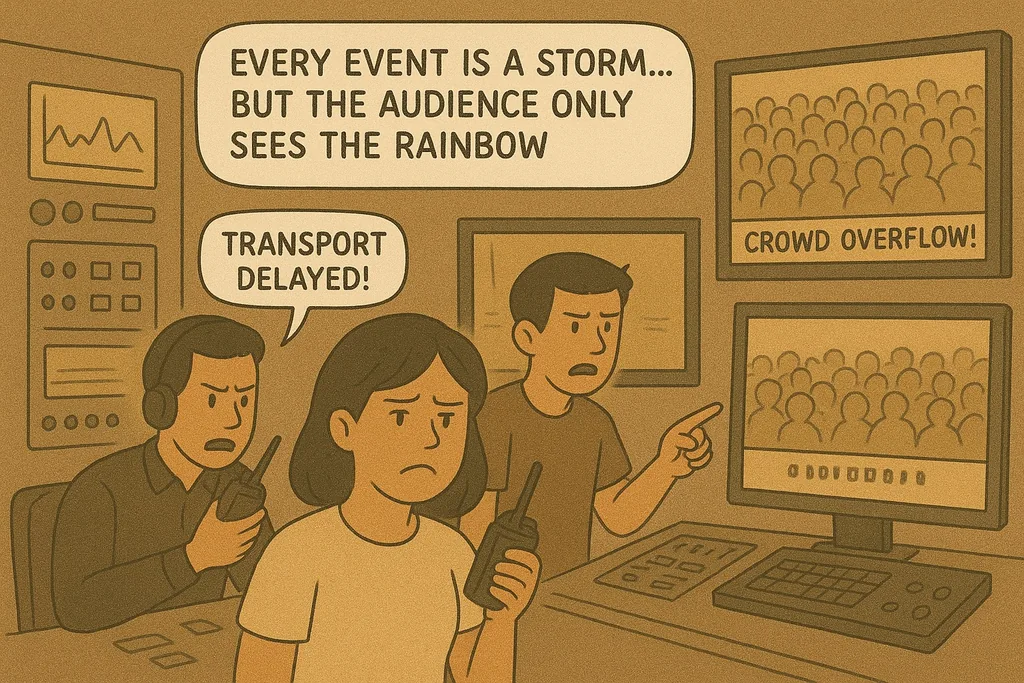 EVERY EVENT IS A STORM...
BUT THE AUDIENCE ONLY
SEES THE RAINBOW
TRANSPORT
DELAYED!
CROWD OVERFLOW!